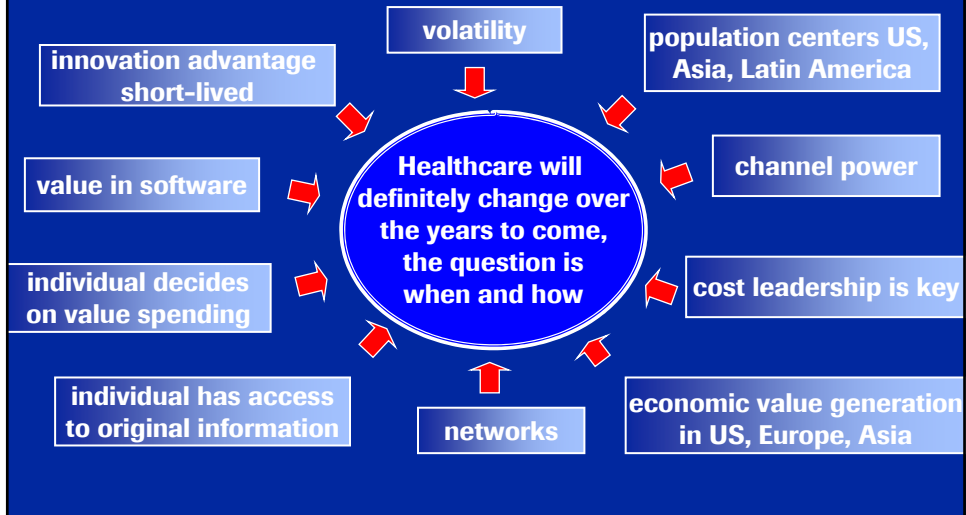 volatility
population centers US,
Asia, Latin America
innovation advantage
short-lived
channel power
value in software
Healthcare will
definitely change over
the years to come,
the question is
when and how
individual decides
on value spending
cost leadership is key
individual has access
to original information
networks
economic value generation
in US, Europe, Asia